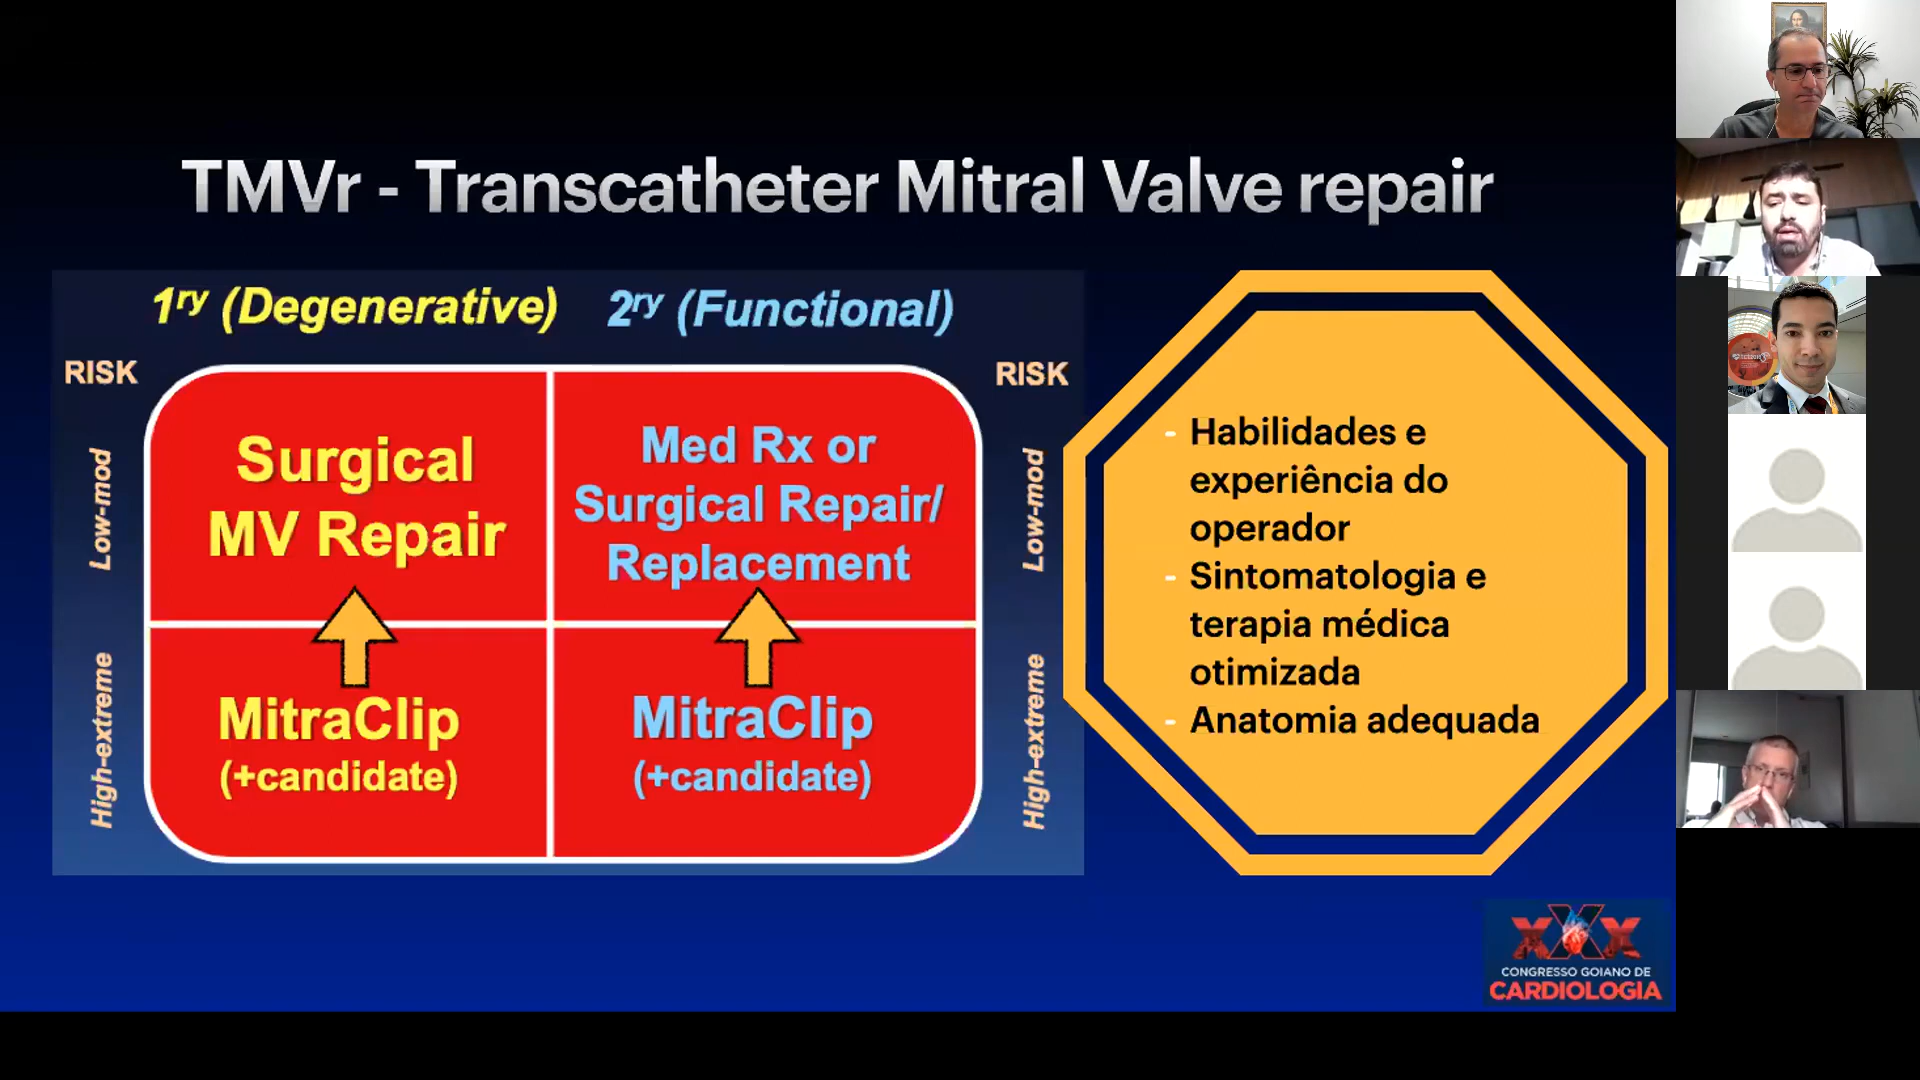 TMVr - Transcatheter Mitral Valve repair
1ry (Degenerative)
2ry (Functional)
RISK
RISK
Low-mod
Surgical
MV Repair
Med Rx or
Surgical Repair/
Replacement
Low-mod
High-extreme
MitraClip
(+candidate)
MitraClip
(+candidate)
High-extreme
- Habilidades e
experiência do
operador
- Sintomatologia e
terapia médica
otimizada
- Anatomia adequada
XXX
CONGRESSO GOIANO DE
CARDIOLOGIA